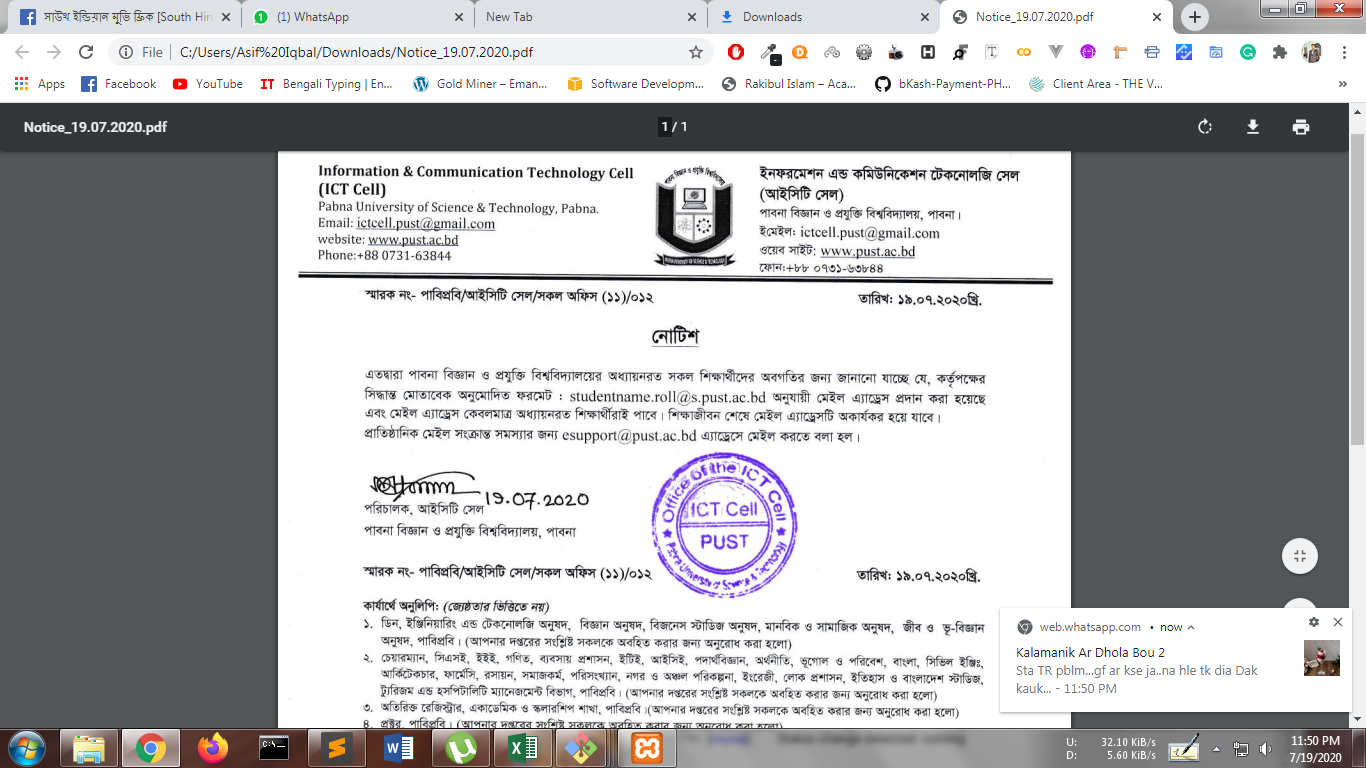 সাউথ ইন্ডিয়ান মুভি ফ্রিক [South Hin
(1) WhatsApp
New Tab
Downloads
Notice_19.07.2020.pdf
File
C:/Users/Asif%20Iqbal/Downloads/Notice_19.07.2020.pdf
Apps
Facebook
YouTube
Bengali Typing | En...
Gold Miner – Eman...
Software Developm...
Rakibul Islam – Aca...
bKash-Payment-PH...
Client Area - THE V...
Notice_19.07.2020.pdf
1 / 1
Information & Communication Technology Cell
(ICT Cell)
Pabna University of Science & Technology, Pabna.
Email: ictcell.pust@gmail.com
website: www.pust.ac.bd
Phone:+88 0731-63844
ইনফরমেশন এন্ড কমিউনিকেশন টেকনোলজি সেল
(আইসিটি সেল)
পাবনা বিজ্ঞান ও প্রযুক্তি বিশ্ববিদ্যালয়, পাবনা।
ইমেইল: ictcell.pust@gmail.com
ওয়েব সাইট: www.pust.ac.bd
ফোন:+৮৮ ০৭৩১-৬৩৮৪৪
স্মারক নং- পাবিপ্রবি/আইসিটি সেল/সকল অফিস (১১)/০১২
তারিখ: ১৯.০৭.২০২০খ্রি.
নোটিশ
এতদ্বারা পাবনা বিজ্ঞান ও প্রযুক্তি বিশ্ববিদ্যালয়ের অধ্যায়নরত সকল শিক্ষার্থীদের অবগতির জন্য জানানো যাচ্ছে যে, কর্তৃপক্ষের
সিদ্ধান্ত মোতাবেক অনুমোদিত ফরমেট : studentname.roll@s.pust.ac.bd অনুযায়ী মেইল এ্যাড্রেস প্রদান করা হয়েছে
এবং মেইল এ্যাড্রেস কেবলমাত্র অধ্যায়নরত শিক্ষার্থীরাই পাবে। শিক্ষাজীবন শেষে মেইল এ্যাড্রেসটি অকার্যকর হয়ে যাবে।
প্রাতিষ্ঠানিক মেইল সংক্রান্ত সমস্যার জন্য esupport@pust.ac.bd এ্যাড্রেসে মেইল করতে বলা হল।
19.07.2020
পরিচালক, আইসিটি সেল
পাবনা বিজ্ঞান ও প্রযুক্তি বিশ্ববিদ্যালয়, পাবনা
Office of the ICT Cell
ICT Cell
PUST
Pabna University of Science &
স্মারক নং- পাবিপ্রবি/আইসিটি সেল/সকল অফিস (১১)/০১২
তারিখ: ১৯.০৭.২০২০খ্রি.
কার্যার্থে অনুলিপি: (জ্যেষ্ঠতার ভিত্তিতে নয়)
১. ডিন, ইঞ্জিনিয়ারিং এন্ড টেকনোলজি অনুষদ, বিজ্ঞান অনুষদ, বিজনেস স্টাডিজ অনুষদ, মানবিক ও সামাজিক অনুষদ, জীব ও ভূ-বিজ্ঞান
অনুষদ, পাবিপ্রবি। (আপনার দপ্তরের সংশ্লিষ্ট সকলকে অবহিত করার জন্য অনুরোধ করা হলো)
২. চেয়ারম্যান, সিএসই, ইইই, গণিত, ব্যবসায় প্রশাসন, ইটিই, আইসিই, পদার্থবিজ্ঞান, অর্থনীতি, ভূগোল ও পরিবেশ, বাংলা, সিভিল ইঞ্জিঃ,
আর্কিটেকচার, ফার্মেসি, রসায়ন, সমাজকর্ম, পরিসংখ্যান, নগর ও অঞ্চল পরিকল্পনা, ইংরেজী, লোক প্রশাসন, ইতিহাস ও বাংলাদেশ স্টাডিজ,
ট্যুরিজম এন্ড হসপিটালিটি ম্যানেজমেন্ট বিভাগ, পাবিপ্রবি। (আপনার দপ্তরের সংশ্লিষ্ট সকলকে অবহিত করার জন্য অনুরোধ করা হলো)
৩. অতিরিক্ত রেজিস্ট্রার, একাডেমিক ও স্কলারশিপ শাখা, পাবিপ্রবি।(আপনার দপ্তরের সংশ্লিষ্ট সকলকে অবহিত করার জন্য অনুরোধ করা হলো)
৪. প্রক্টর, পাবিপ্রবি। (আপনার দপ্তরের সংশ্লিষ্ট সকলকে অবহিত করার জন্য অনুরোধ করা হলো)
web.whatsapp.com • now
Kalamanik Ar Dhola Bou 2
Sta TR pblm...gf ar kse ja..na hle tk dia Dak
kauk... - 11:50 PM
U: 32.10 KiB/s
D: 5.60 KiB/s
11:50 PM
7/19/2020